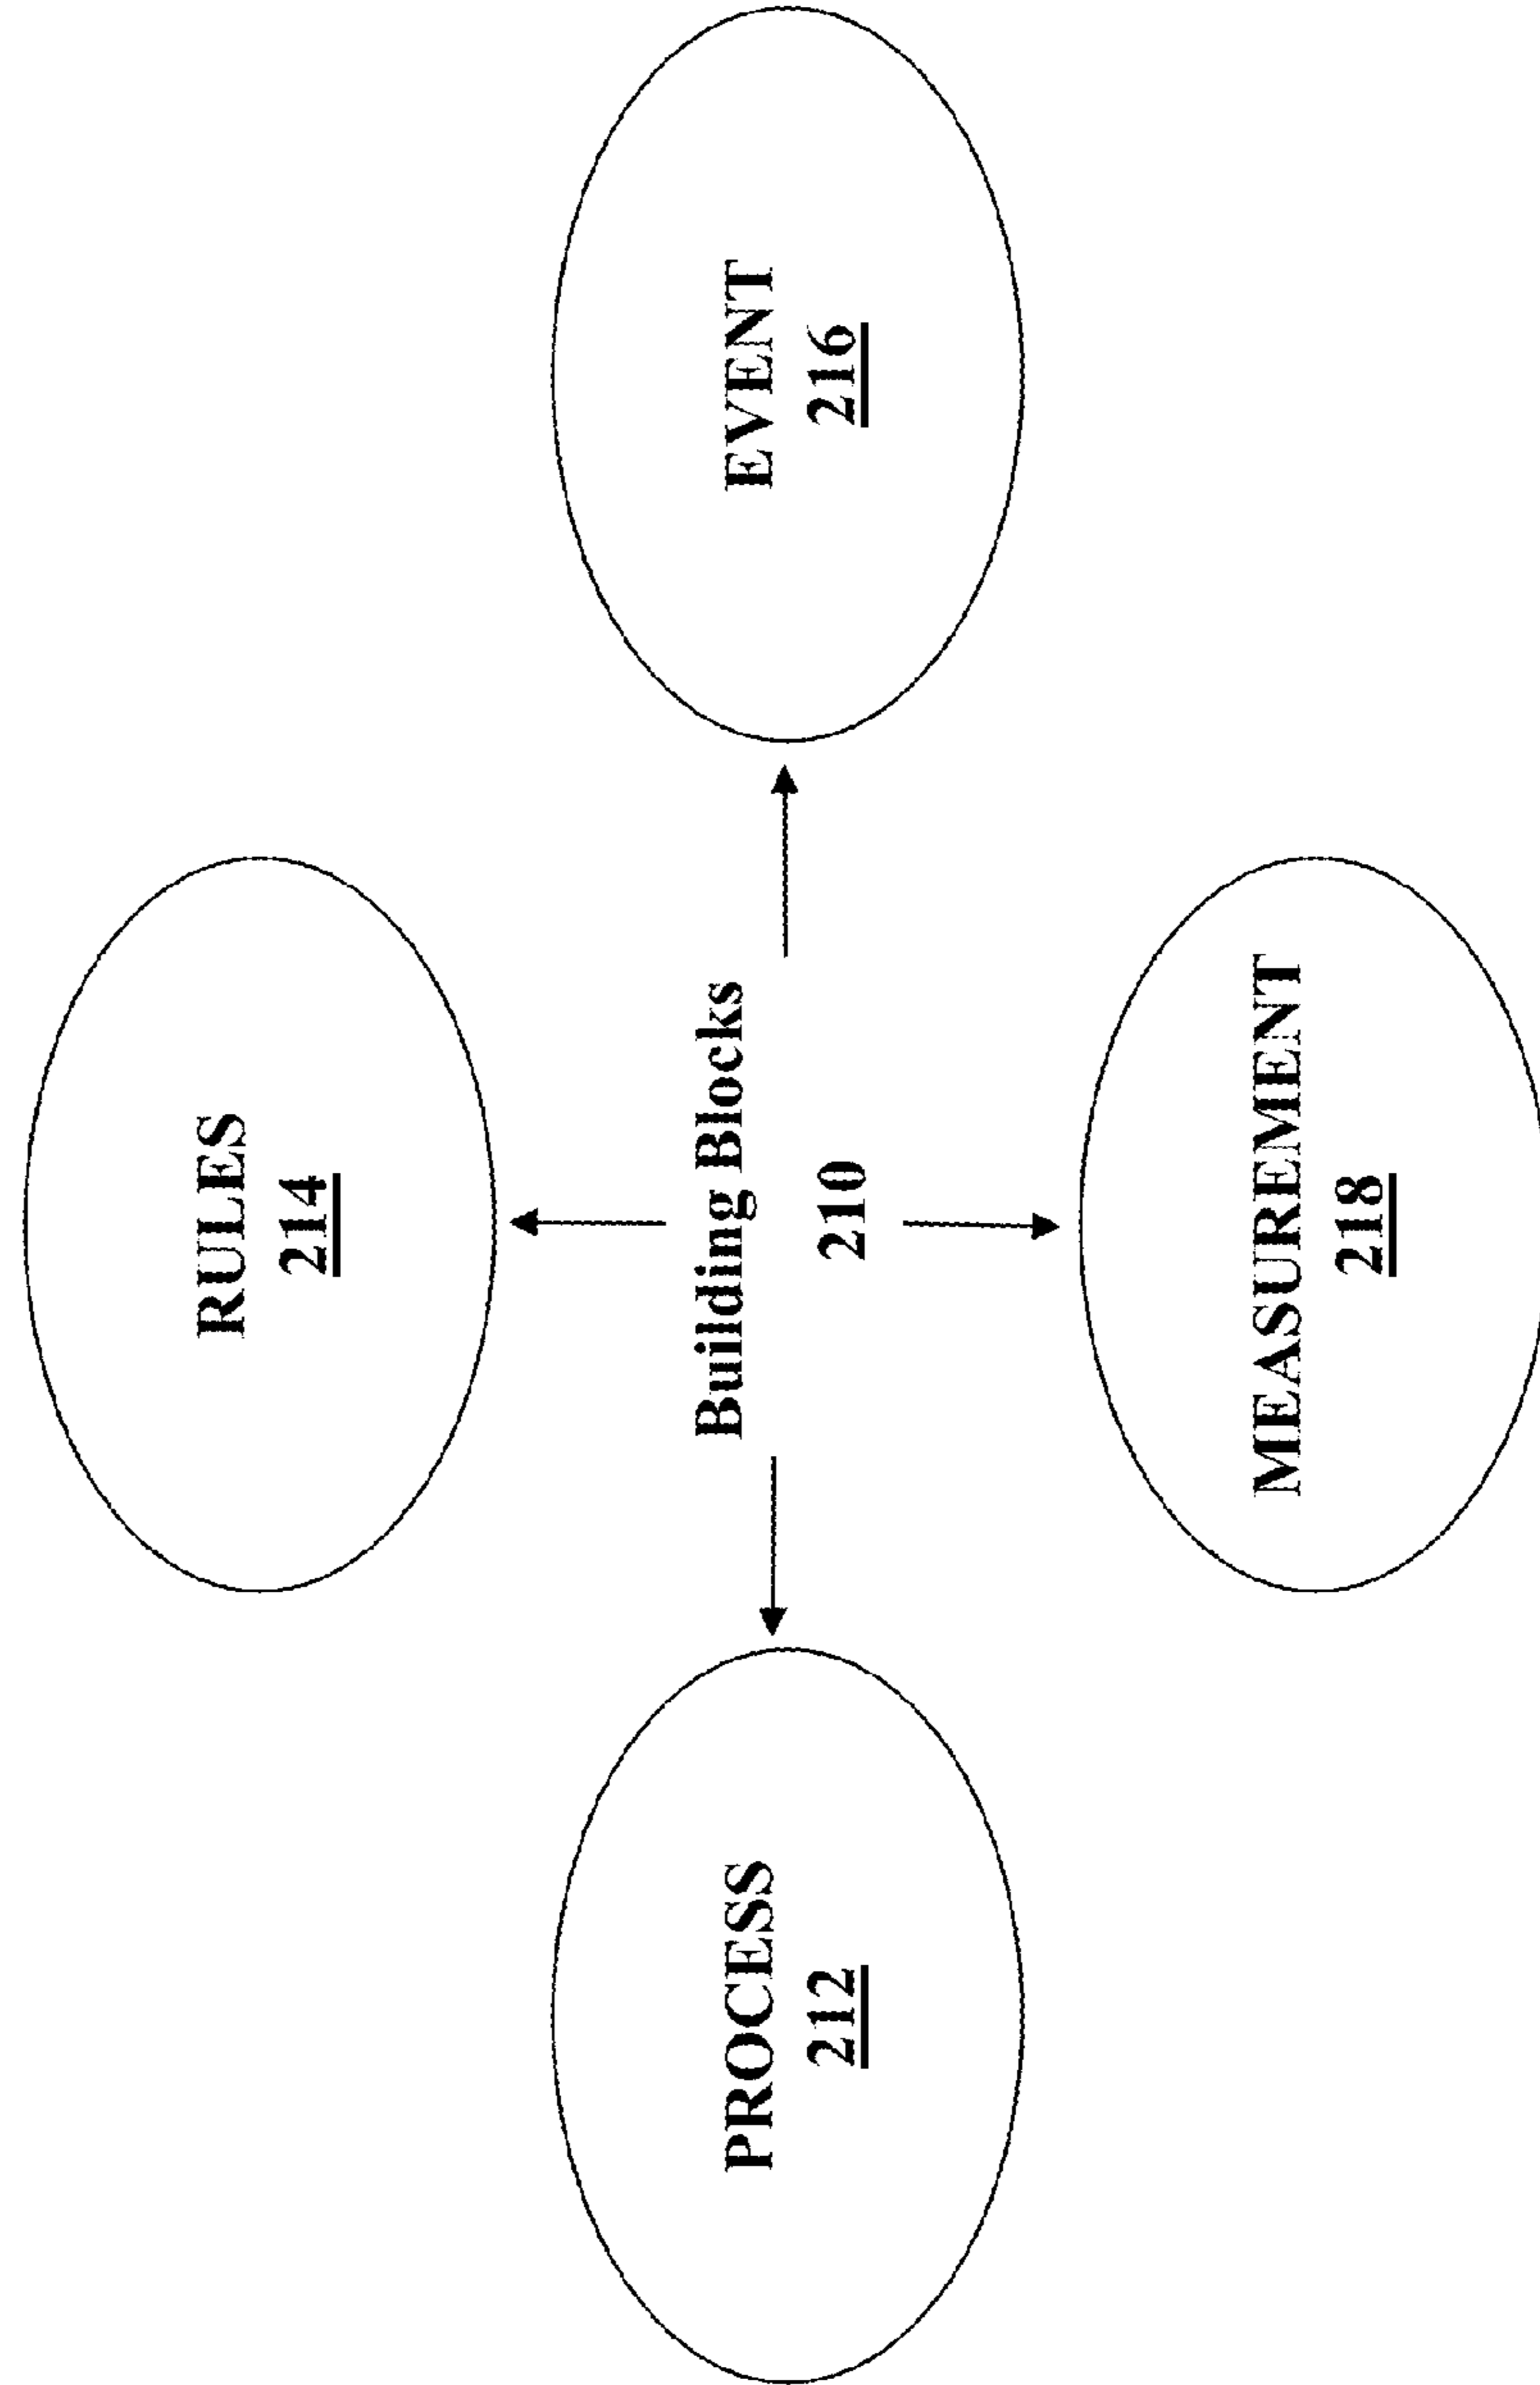 RULES
214
PROCESS
212
Building Blocks
210
EVENT
216
MEASUREMENT
218